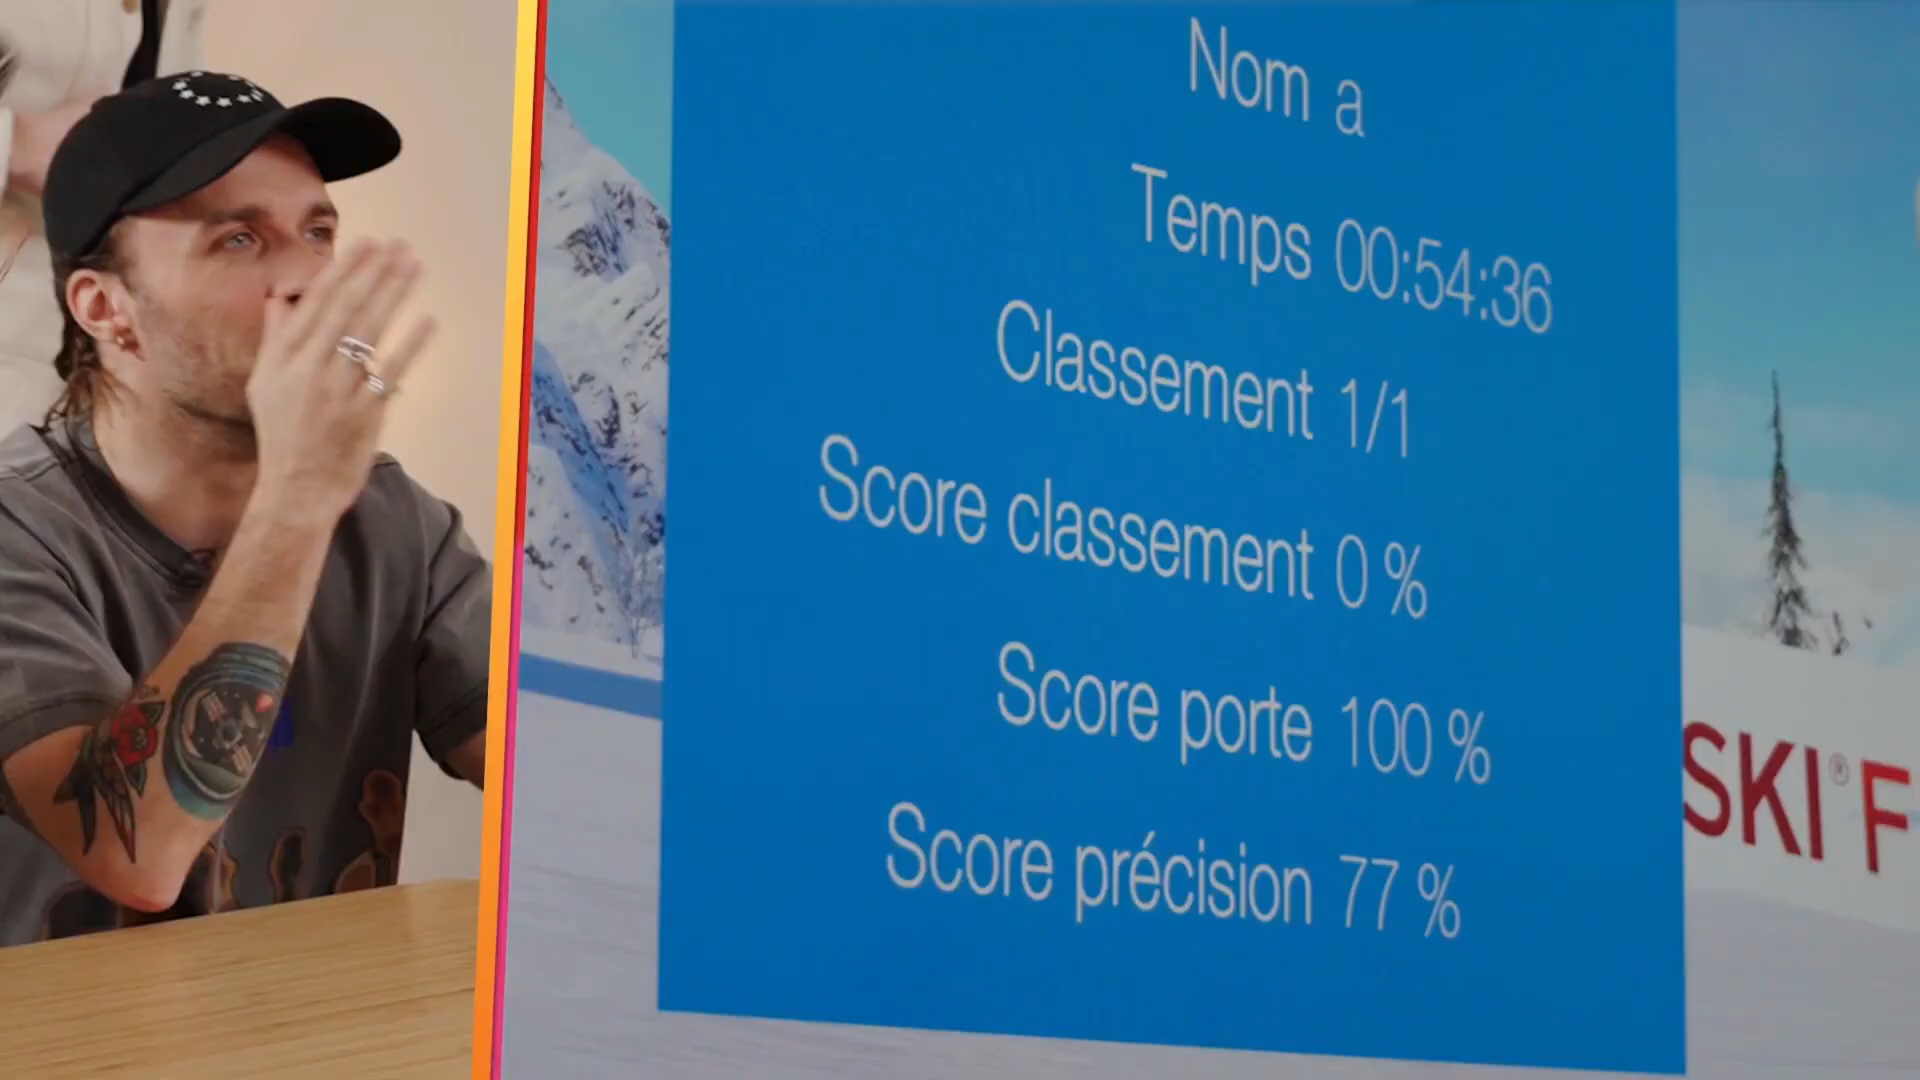 Nom a
Temps 00:54:36
Classement 1/1
Score classement 0 %
Score porte 100 %
Score précision 77 %
SKI® F